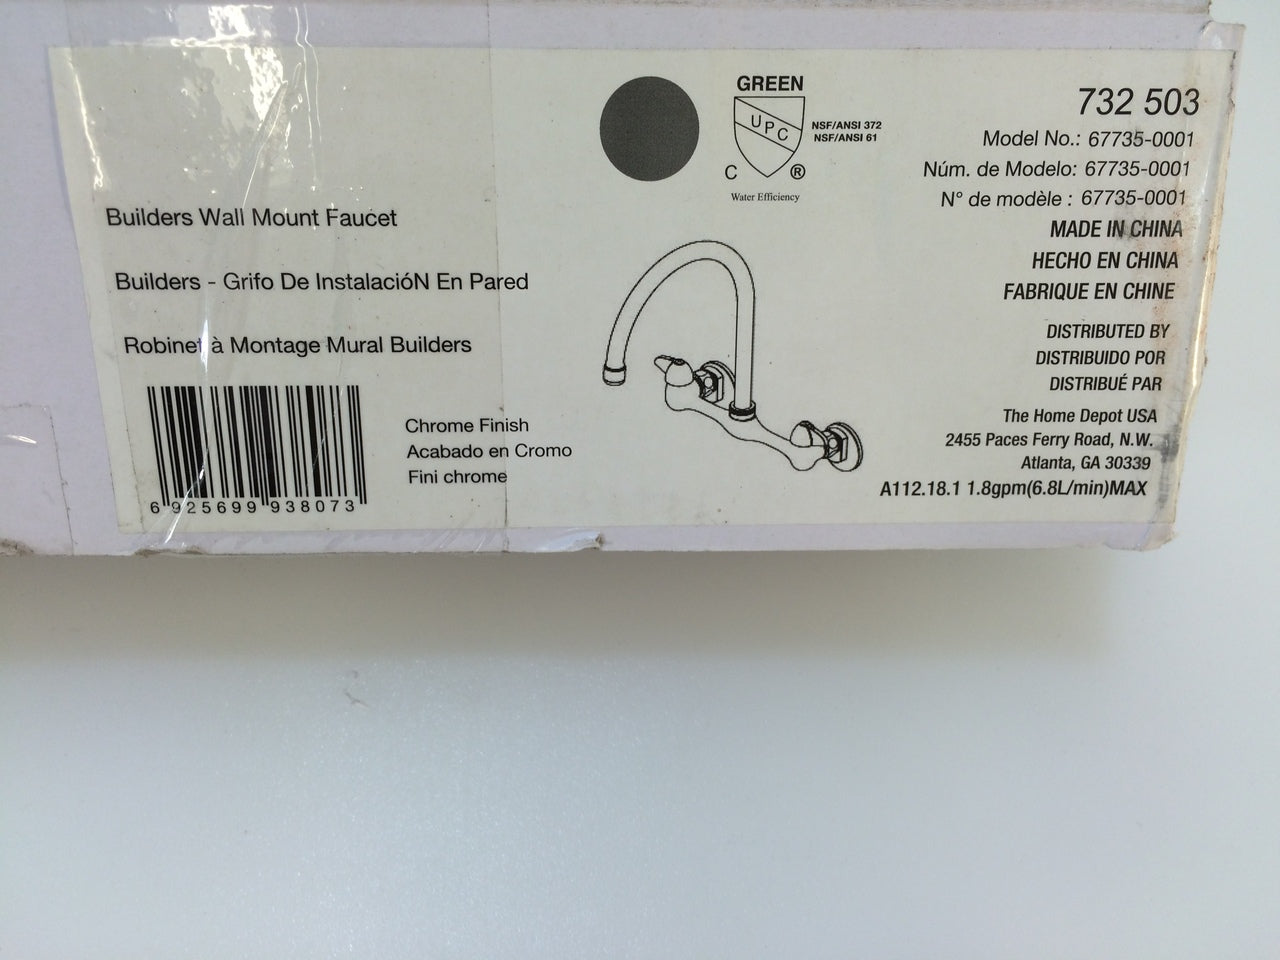 Builders Wall Mount Faucet
Builders - Grifo De InstalacióN En Pared
Robinet à Montage Mural Builders
6 925699 938073
Chrome Finish
Acabado en Cromo
Fini chrome
GREEN
UPC
C ®
NSF/ANSI 372
NSF/ANSI 61
Water Efficiency
732 503
Model No.: 67735-0001
Núm. de Modelo: 67735-0001
N° de modèle : 67735-0001
MADE IN CHINA
HECHO EN CHINA
FABRIQUE EN CHINE
DISTRIBUTED BY
DISTRIBUIDO POR
DISTRIBUÉ PAR
The Home Depot USA
2455 Paces Ferry Road, N.W.
Atlanta, GA 30339
A112.18.1 1.8gpm(6.8L/min)MAX